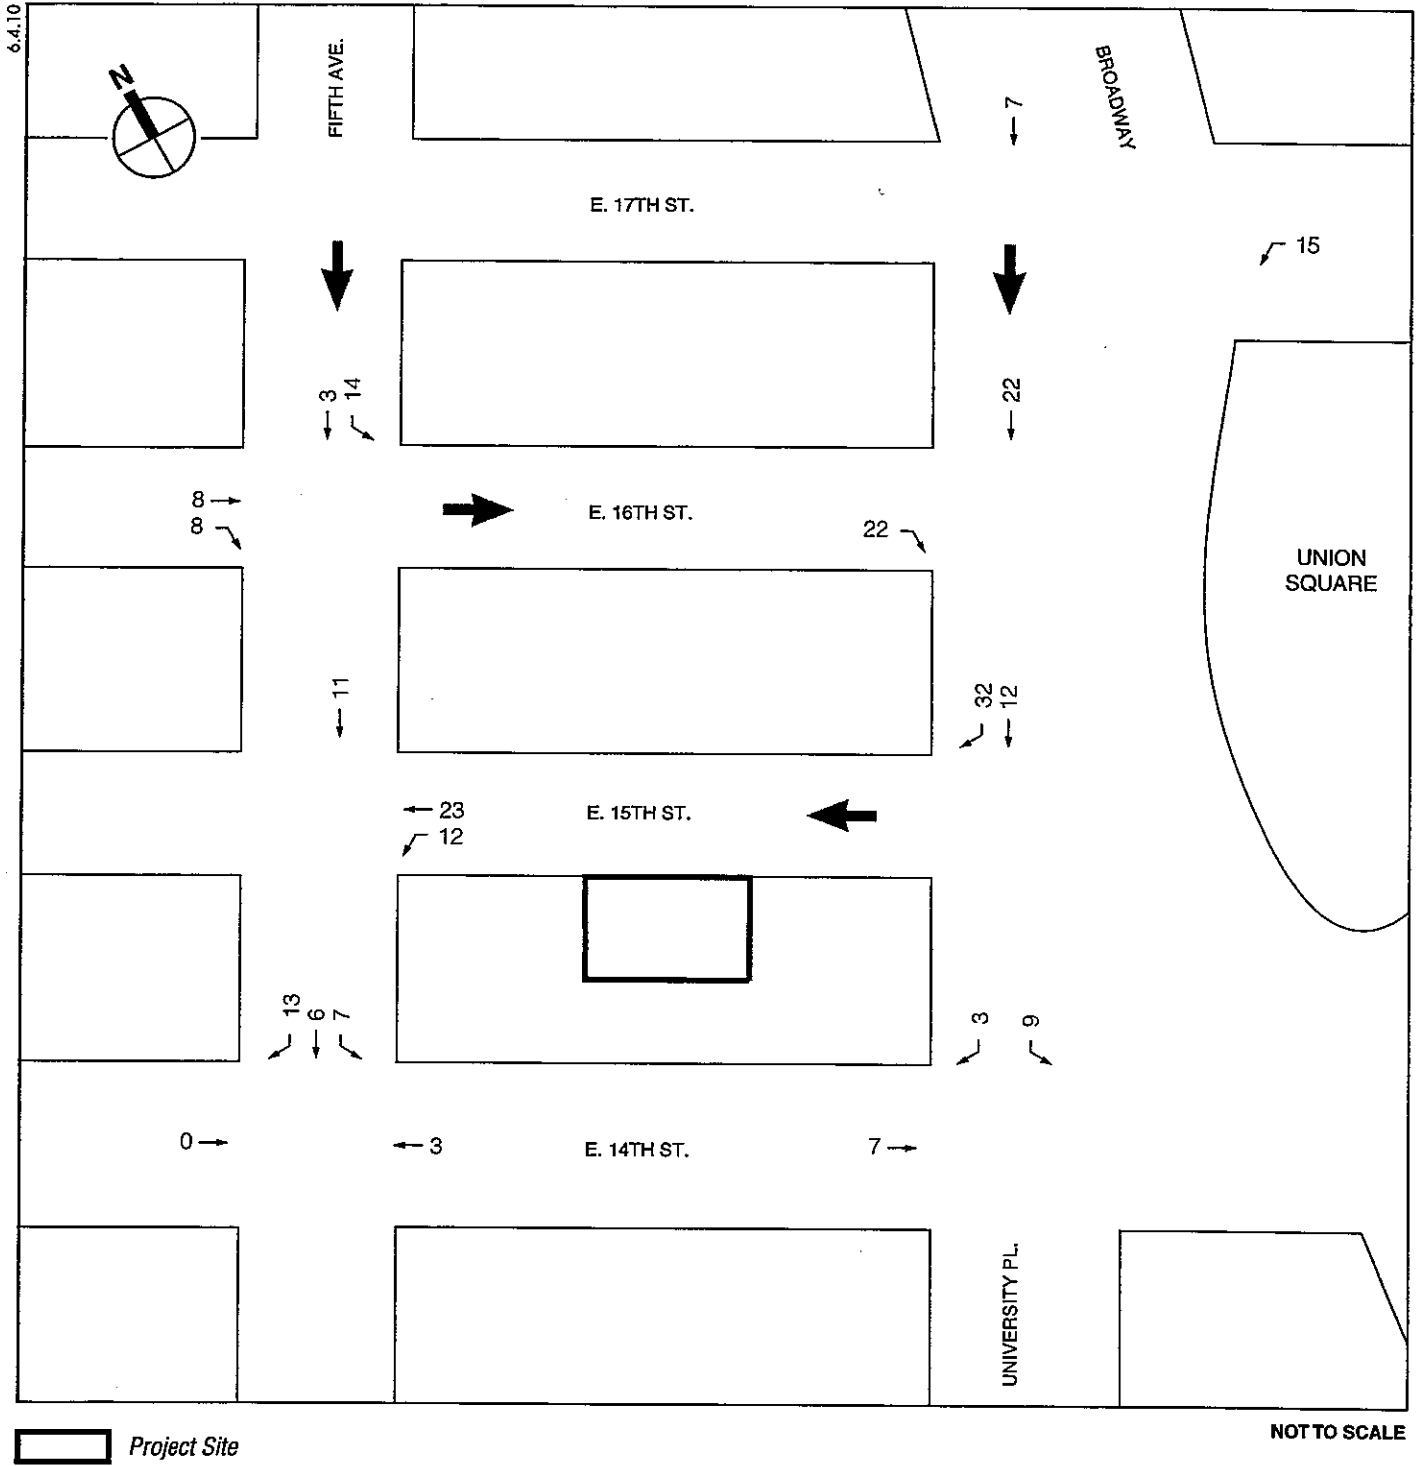 6.4.10
N
FIFTH AVE.
BROADWAY
7
E. 17TH ST.
15
3
14
22
8
E. 16TH ST.
8
22
UNION
SQUARE
11
32
12
23
E. 15TH ST.
12
13
6
7
3
9
0
3
E. 14TH ST.
7
UNIVERSITY PL.
Project Site
NOT TO SCALE